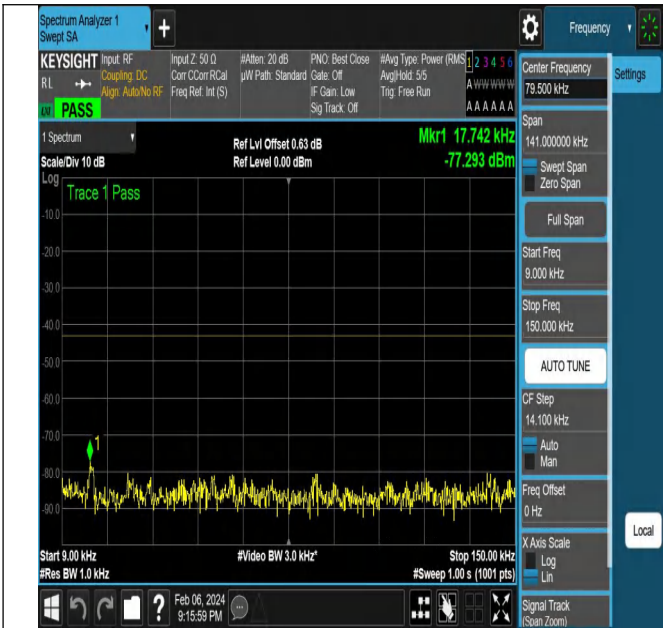 Spectrum Analyzer 1
Swept SA
+
Frequency
KEYSIGHT
RL
PASS
Input: RF
Coupling: DC
Align: Auto/No RF
Input Z: 50 Ω
Corr CCorr RCal
Freq Ref: Int (S)
#Atten: 20 dB
µW Path: Standard
PNO: Best Close
Gate: Off
IF Gain: Low
Sig Track: Off
#Avg Type: Power (RMS
Avg|Hold: 5/5
Trig: Free Run
1 2 3 4 5 6
A W W W W W
A A A A A A
1 Spectrum
Scale/Div 10 dB
Log
Ref Lvl Offset 0.63 dB
Ref Level 0.00 dBm
Mkr1 17.742 kHz
-77.293 dBm
Trace 1 Pass
-10.0
-20.0
-30.0
-40.0
-50.0
-60.0
-70.0
1
-80.0
-90.0
Start 9.00 kHz
#Res BW 1.0 kHz
#Video BW 3.0 kHz*
Stop 150.00 kHz
#Sweep 1.00 s (1001 pts)
Feb 06, 2024
9:15:59 PM
?
Center Frequency
79.500 kHz
Settings
Span
141.000000 kHz
Swept Span
Zero Span
Full Span
Start Freq
9.000 kHz
Stop Freq
150.000 kHz
AUTO TUNE
CF Step
14.100 kHz
Auto
Man
Freq Offset
0 Hz
X Axis Scale
Log
Lin
Local
Signal Track
(Span Zoom)